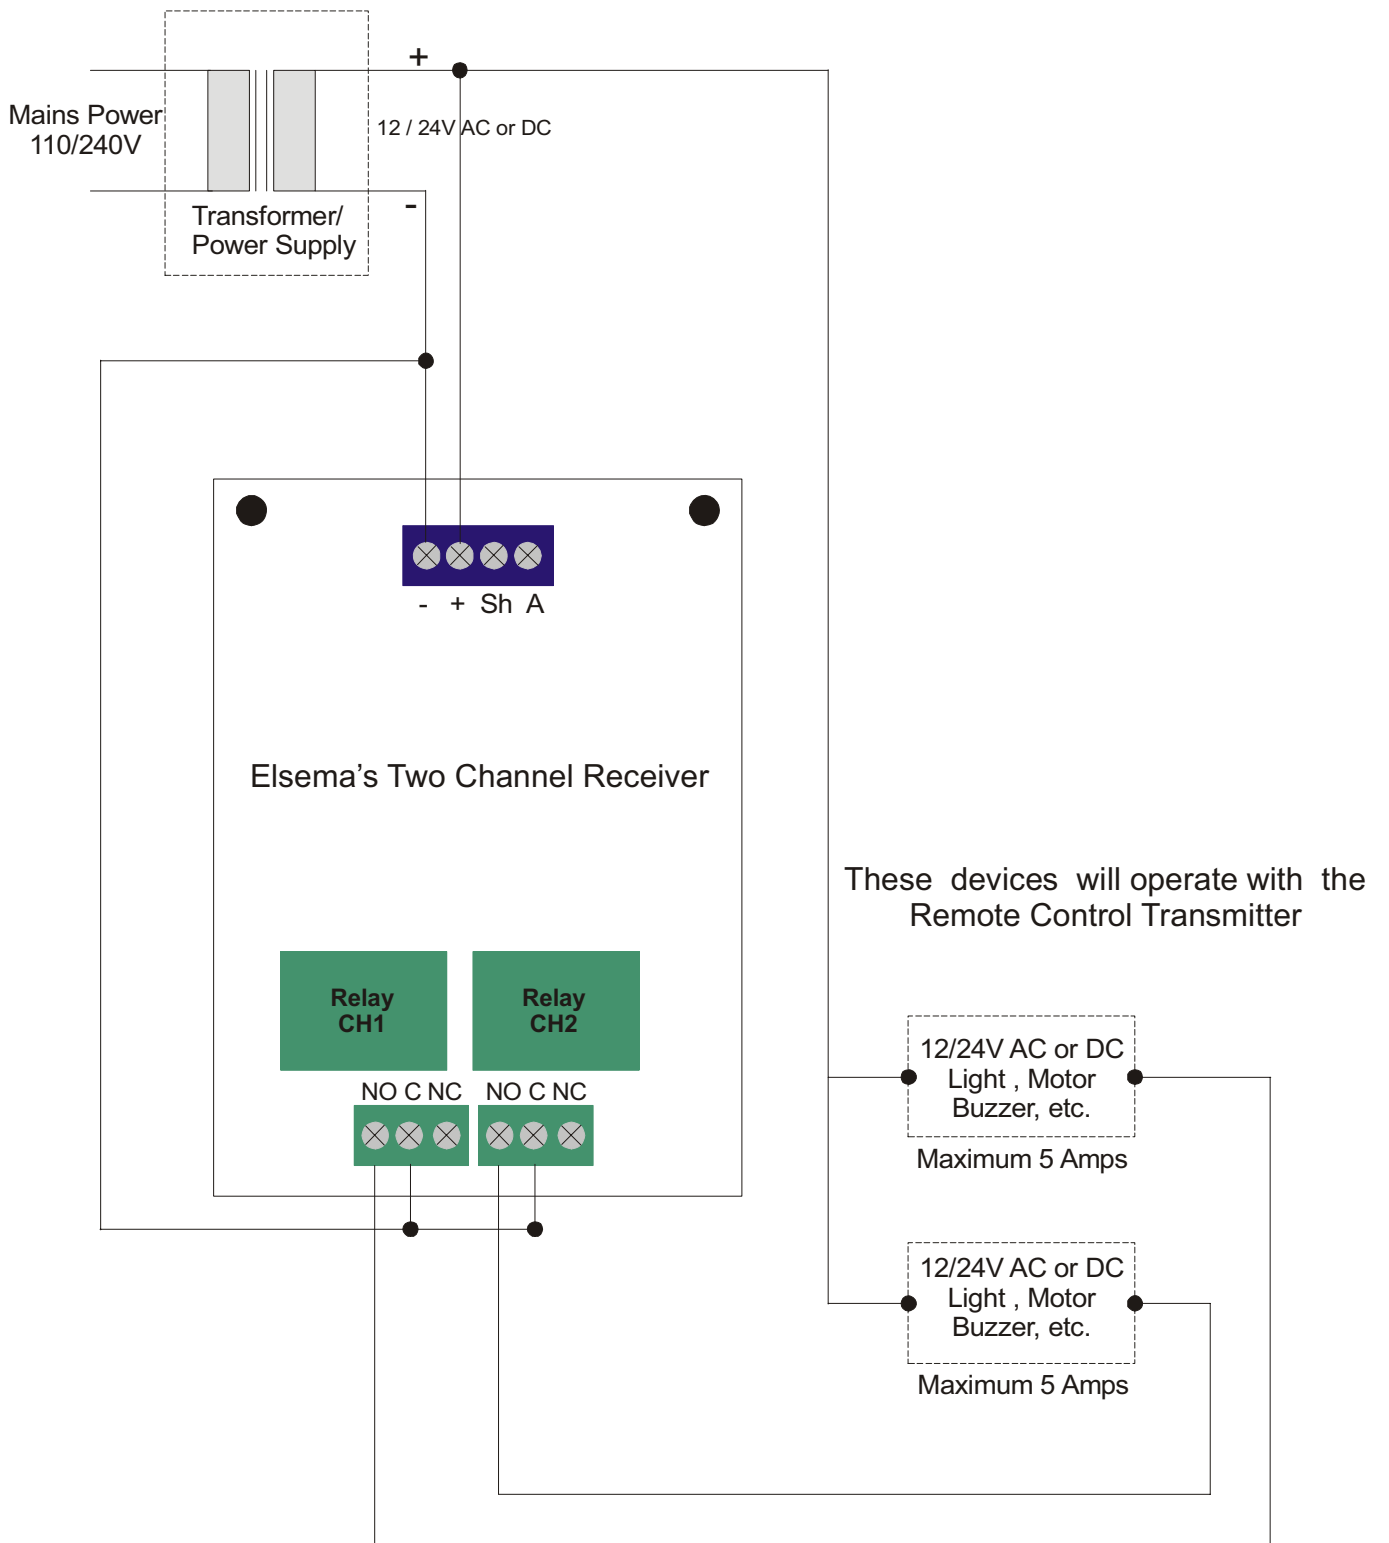 +
Mains Power
110/240V
12 / 24V AC or DC
-
Transformer/
Power Supply
- + Sh A
Elsema's Two Channel Receiver
These devices will operate with the
Remote Control Transmitter
Relay
CH1
Relay
CH2
NO C NC
NO C NC
12/24V AC or DC
Light , Motor
Buzzer, etc.
Maximum 5 Amps
12/24V AC or DC
Light , Motor
Buzzer, etc.
Maximum 5 Amps